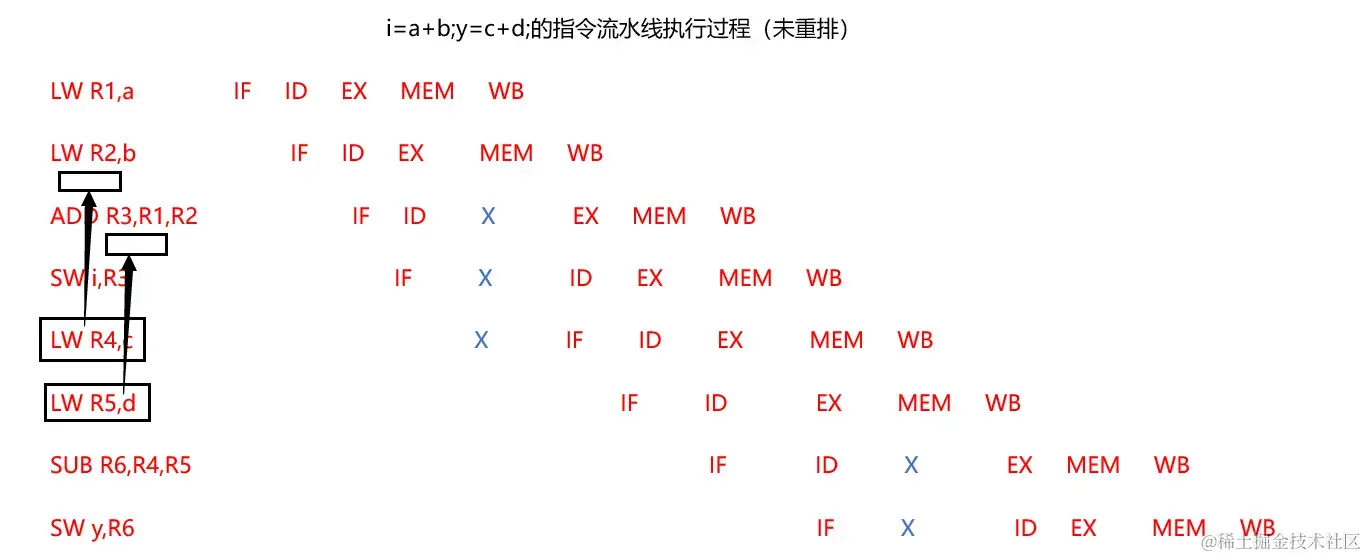 i=a+b;y=c+d;的指令流水线执行过程（未重排）
LW R1,a IF ID EX MEM WB
LW R2,b IF ID EX MEM WB
ADD R3,R1,R2 IF ID X EX MEM WB
SW i,R3 IF X ID EX MEM WB
LW R4,c X IF ID EX MEM WB
LW R5,d IF ID EX MEM WB
SUB R6,R4,R5 IF ID X EX MEM WB
SW y,R6 IF X ID EX MEM WB
@稀土掘金技术社区